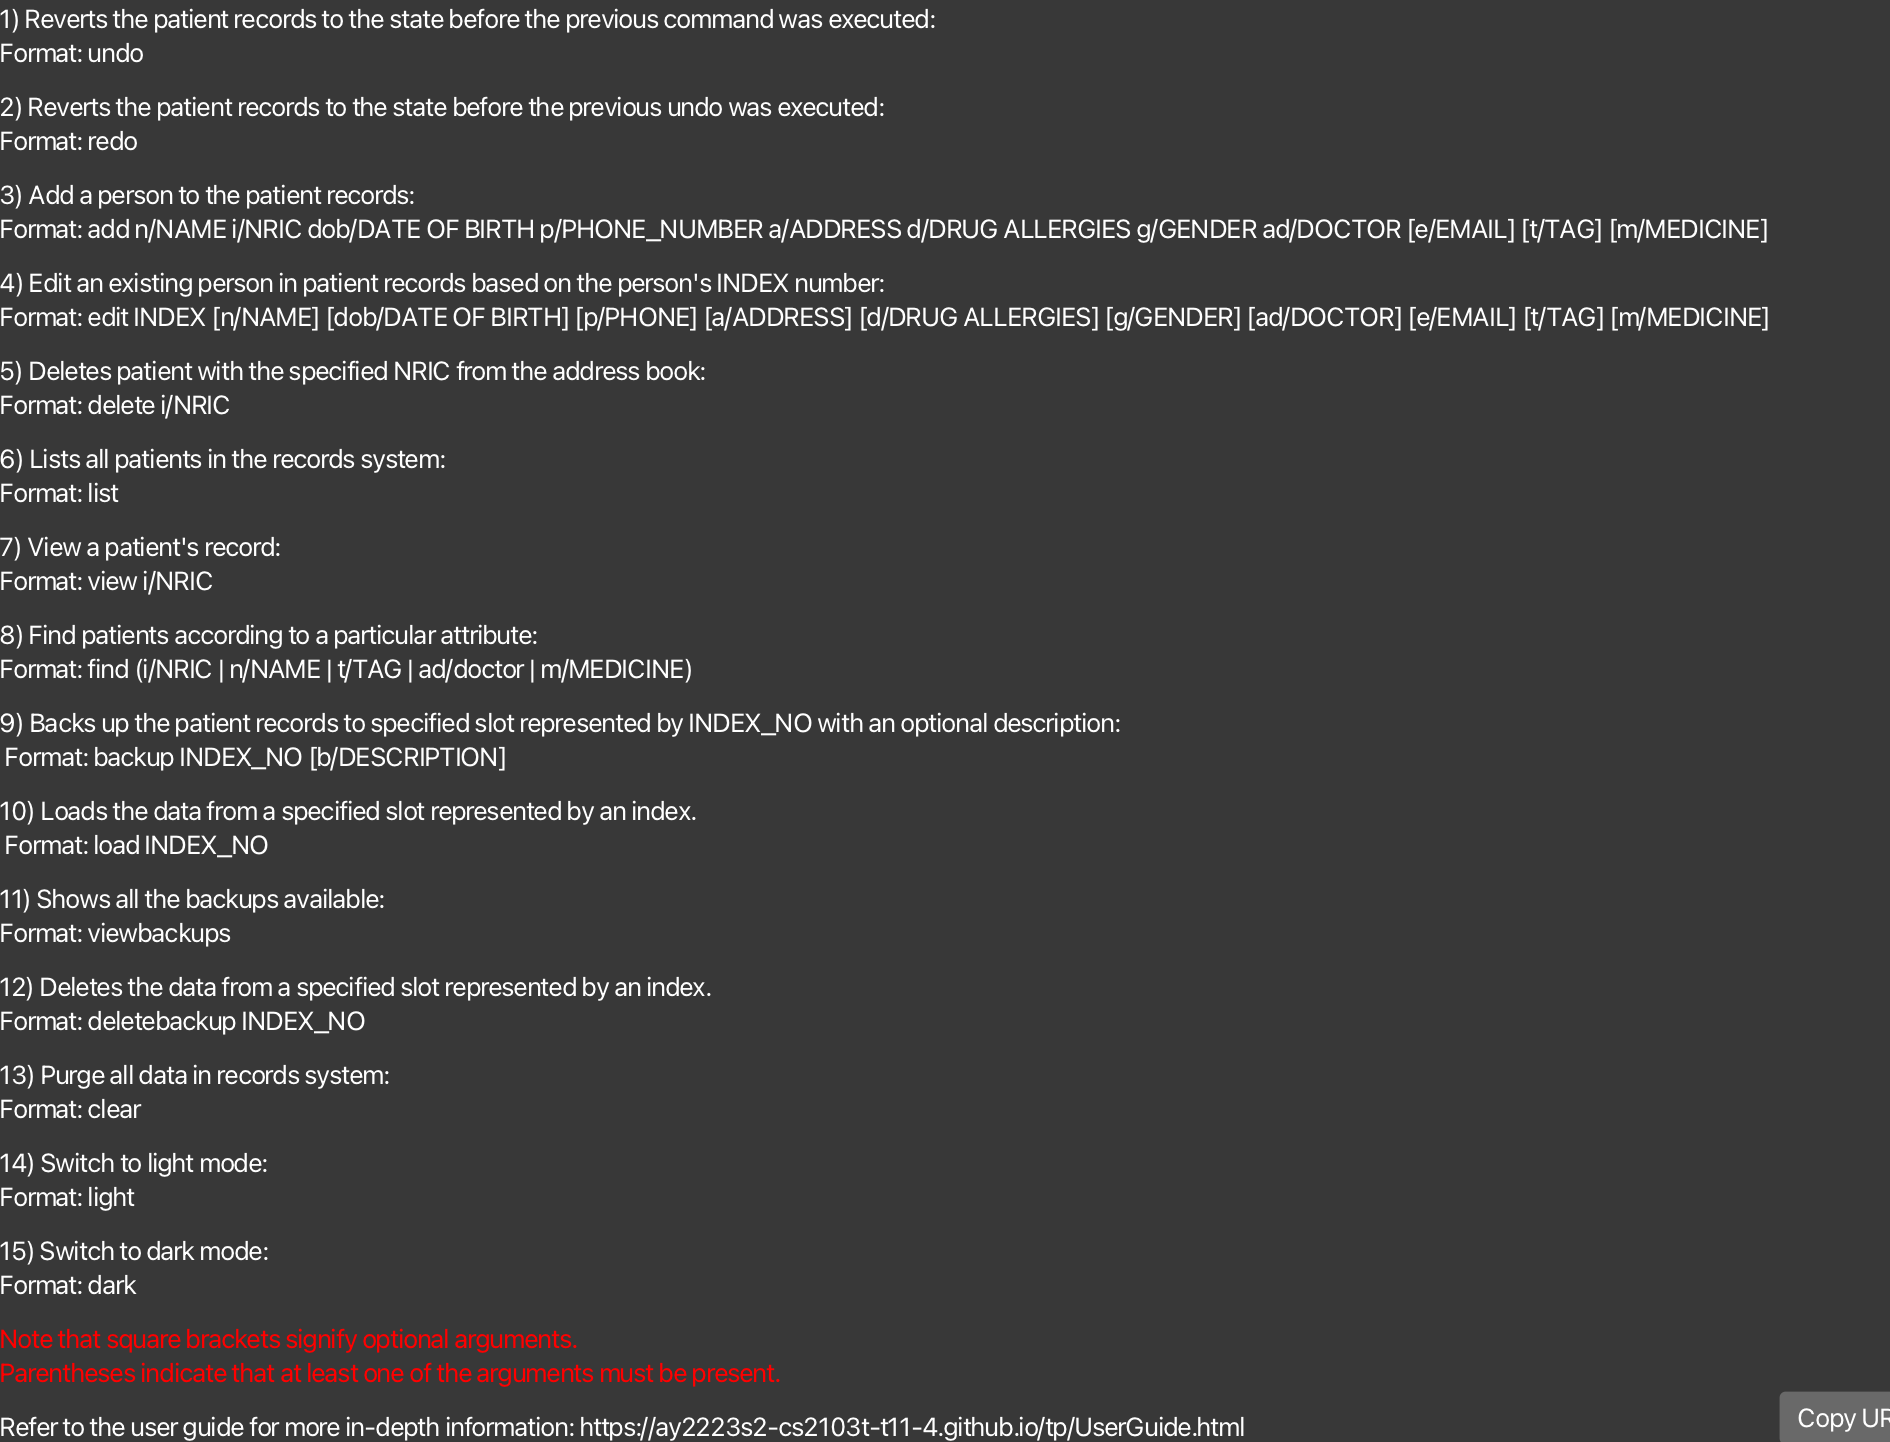 1) Reverts the patient records to the state before the previous command was executed:
Format: undo
2) Reverts the patient records to the state before the previous undo was executed:
Format: redo
3) Add a person to the patient records:
Format: add n/NAME i/NRIC dob/DATE OF BIRTH p/PHONE_NUMBER a/ADDRESS d/DRUG ALLERGIES g/GENDER ad/DOCTOR [e/EMAIL] [t/TAG] [m/MEDICINE]
4) Edit an existing person in patient records based on the person's INDEX number:
Format: edit INDEX [n/NAME] [dob/DATE OF BIRTH] [p/PHONE] [a/ADDRESS] [d/DRUG ALLERGIES] [g/GENDER] [ad/DOCTOR] [e/EMAIL] [t/TAG] [m/MEDICINE]
5) Deletes patient with the specified NRIC from the address book:
Format: delete i/NRIC
6) Lists all patients in the records system:
Format: list
7) View a patient's record:
Format: view i/NRIC
8) Find patients according to a particular attribute:
Format: find (i/NRIC | n/NAME | t/TAG | ad/doctor | m/MEDICINE)
9) Backs up the patient records to specified slot represented by INDEX_NO with an optional description:
Format: backup INDEX_NO [b/DESCRIPTION]
10) Loads the data from a specified slot represented by an index.
Format: load INDEX_NO
11) Shows all the backups available:
Format: viewbackups
12) Deletes the data from a specified slot represented by an index.
Format: deletebackup INDEX_NO
13) Purge all data in records system:
Format: clear
14) Switch to light mode:
Format: light
15) Switch to dark mode:
Format: dark
Note that square brackets signify optional arguments.
Parentheses indicate that at least one of the arguments must be present.
Refer to the user guide for more in-depth information: https://ay2223s2-cs2103t-t11-4.github.io/tp/UserGuide.html
Copy UR